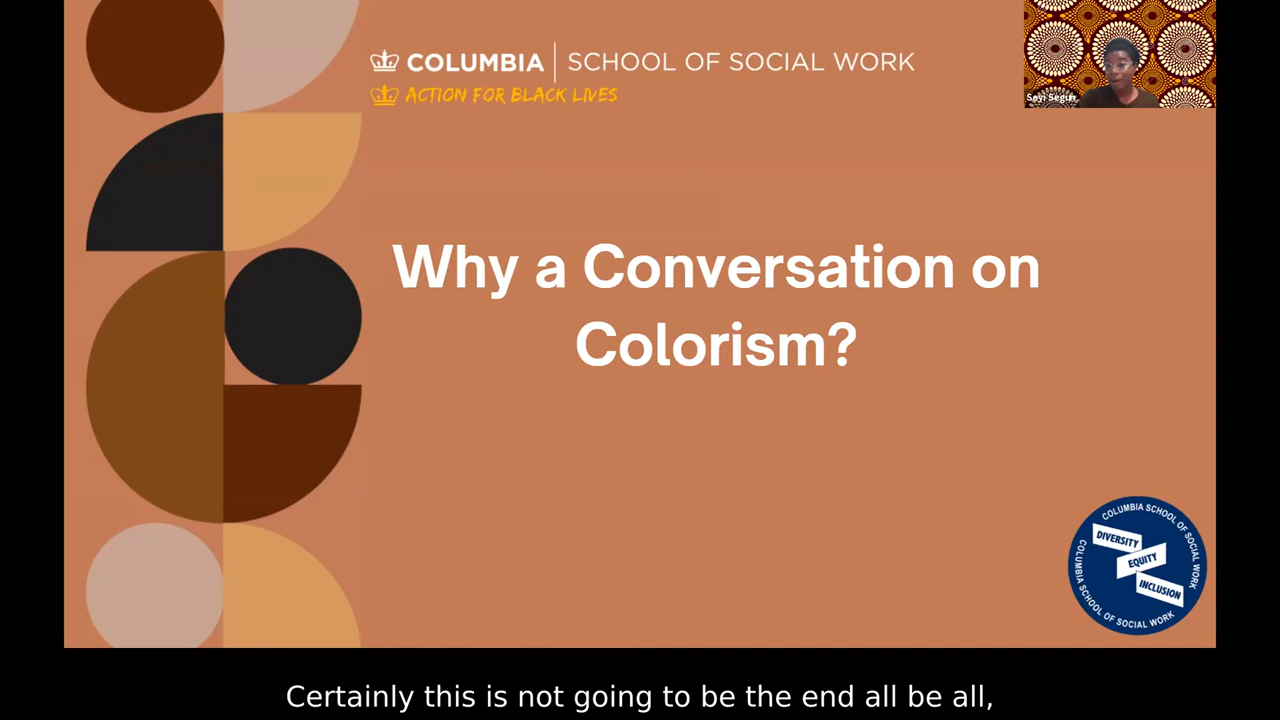 COLUMBIA | SCHOOL OF SOCIAL WORK
ACTION FOR BLACK LIVES
Seyi Segun
Why a Conversation on
Colorism?
COLUMBIA SCHOOL OF SOCIAL WORK
DIVERSITY
EQUITY
INCLUSION
COLUMBIA SCHOOL OF SOCIAL WORK
Certainly this is not going to be the end all be all,